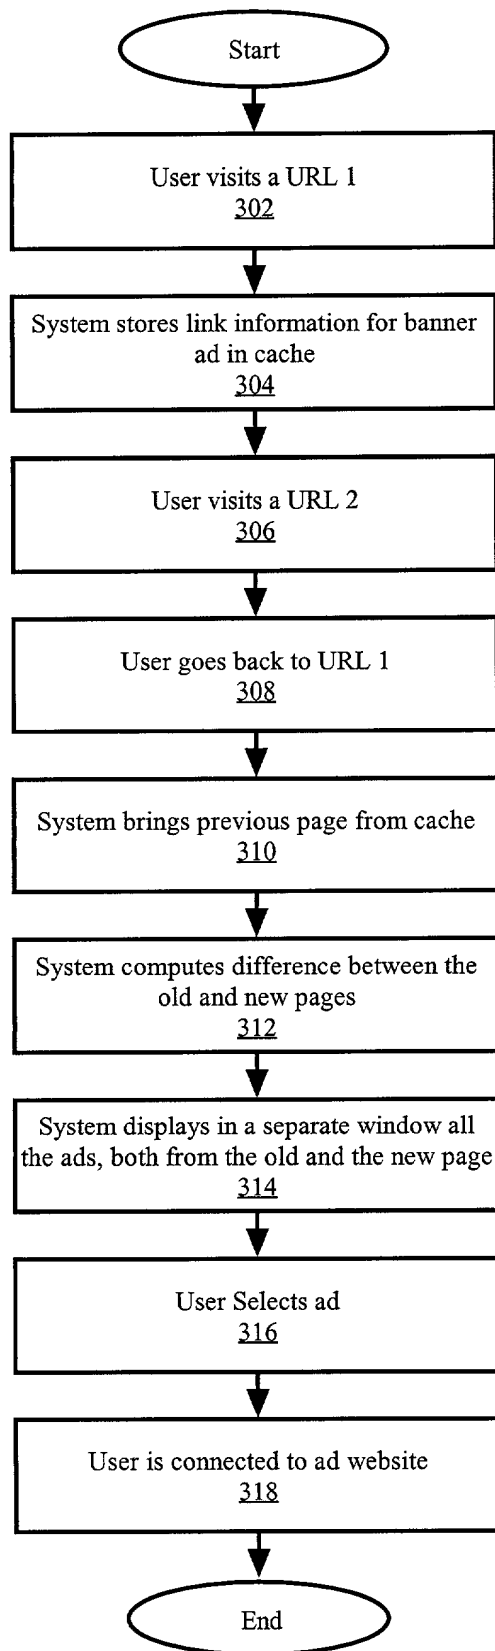 Start
User visits a URL 1
302
System stores link information for banner
ad in cache
304
User visits a URL 2
306
User goes back to URL 1
308
System brings previous page from cache
310
System computes difference between the
old and new pages
312
System displays in a separate window all
the ads, both from the old and the new page
314
User Selects ad
316
User is connected to ad website
318
End